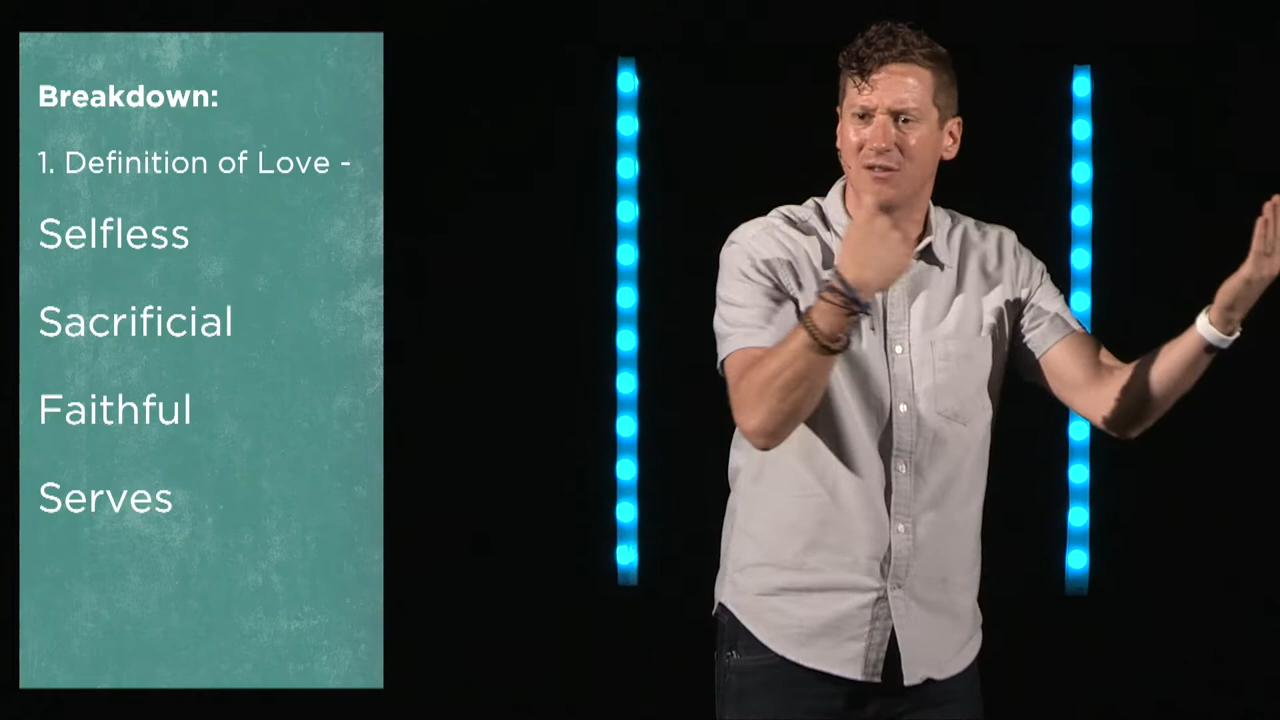 Breakdown:
1. Definition of Love -
Selfless
Sacrificial
Faithful
Serves